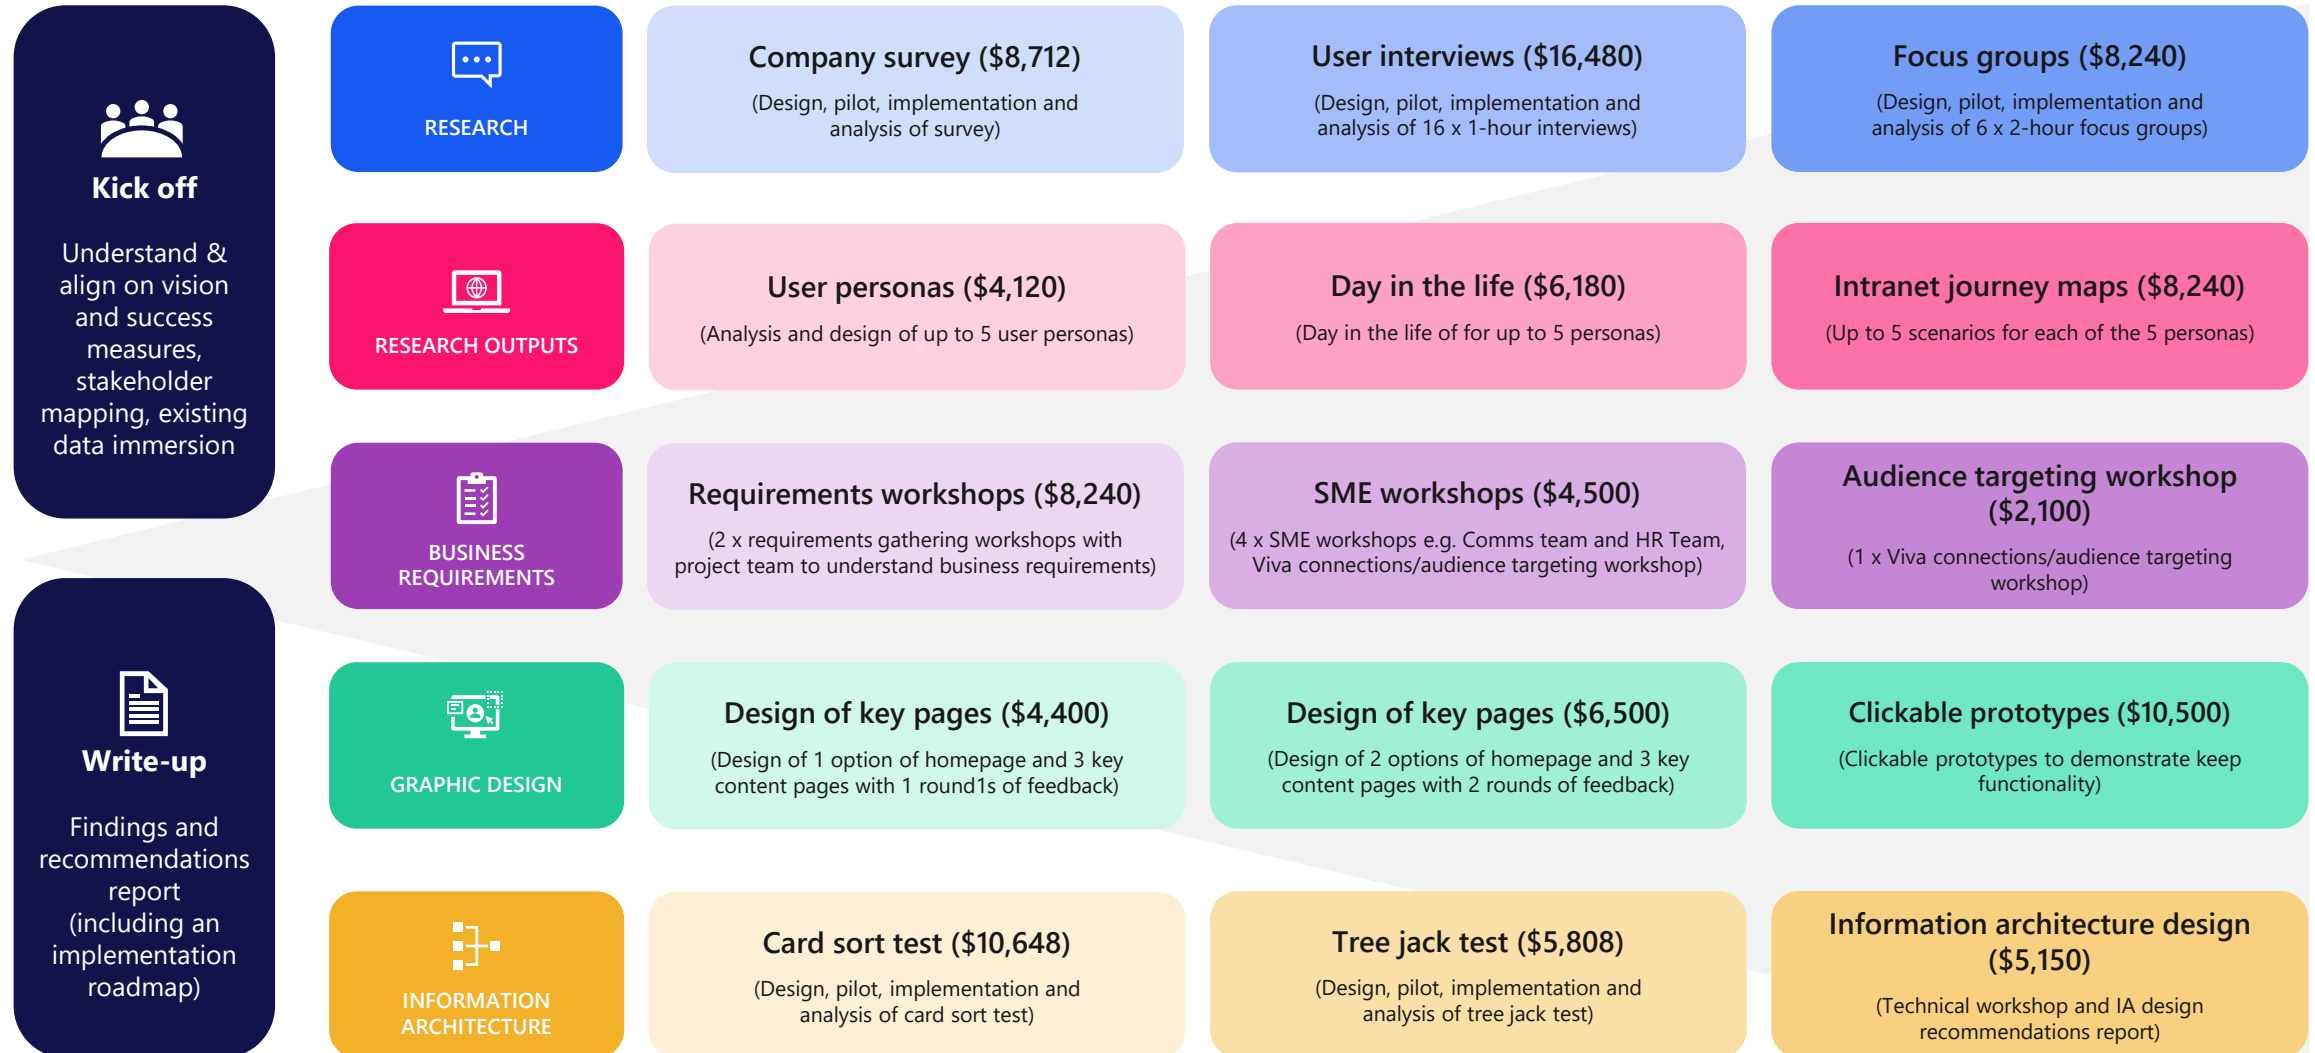 Kick off
Understand &
align on vision
and success
measures,
stakeholder
mapping, existing
data immersion
Write-up
Findings and
recommendations
report
(including an
implementation
roadmap)
RESEARCH
Company survey ($8,712)
(Design, pilot, implementation and
analysis of survey)
User interviews ($16,480)
(Design, pilot, implementation and
analysis of 16 x 1-hour interviews)
Focus groups ($8,240)
(Design, pilot, implementation and
analysis of 6 x 2-hour focus groups)
RESEARCH OUTPUTS
User personas ($4,120)
(Analysis and design of up to 5 user personas)
Day in the life ($6,180)
(Day in the life of for up to 5 personas)
Intranet journey maps ($8,240)
(Up to 5 scenarios for each of the 5 personas)
BUSINESS
REQUIREMENTS
Requirements workshops ($8,240)
(2 x requirements gathering workshops with
project team to understand business requirements)
SME workshops ($4,500)
(4 x SME workshops e.g. Comms team and HR Team,
Viva connections/audience targeting workshop)
Audience targeting workshop
($2,100)
(1 x Viva connections/audience targeting
workshop)
GRAPHIC DESIGN
Design of key pages ($4,400)
(Design of 1 option of homepage and 3 key
content pages with 1 round1s of feedback)
Design of key pages ($6,500)
(Design of 2 options of homepage and 3 key
content pages with 2 rounds of feedback)
Clickable prototypes ($10,500)
(Clickable prototypes to demonstrate keep
functionality)
INFORMATION
ARCHITECTURE
Card sort test ($10,648)
(Design, pilot, implementation and
analysis of card sort test)
Tree jack test ($5,808)
(Design, pilot, implementation and
analysis of tree jack test)
Information architecture design
($5,150)
(Technical workshop and IA design
recommendations report)